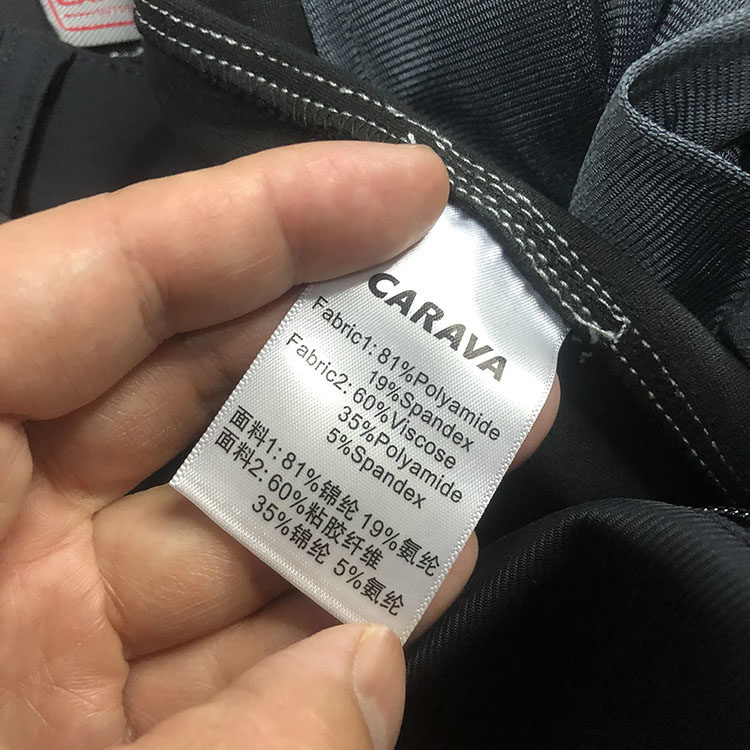 CARAVA
Fabric1: 81%Polyamide
19%Spandex
Fabric2: 60%Viscose
35%Polyamide
5%Spandex
面料1: 81%锦纶 19%氨纶
面料2: 60%粘胶纤维
35%锦纶 5%氨纶